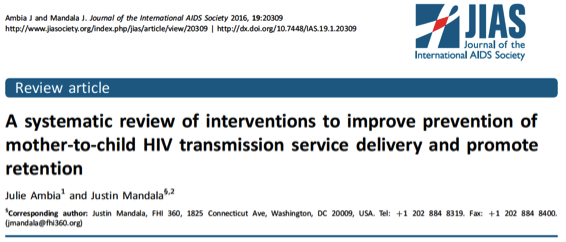 Ambia J and Mandala J. Journal of the International AIDS Society 2016, 19:20309
http://www.jiasociety.org/index.php/jias/article/view/20309 | http://dx.doi.org/10.7448/IAS.19.1.20309
JIAS
Journal of the
International AIDS Society
Review article
A systematic review of interventions to improve prevention of
mother-to-child HIV transmission service delivery and promote
retention
Julie Ambia1 and Justin Mandala§,2
§Corresponding author: Justin Mandala, FHI 360, 1825 Connecticut Ave, Washington, DC 20009, USA. Tel: +1 202 884 8319. Fax: +1 202 884 8400.
(jmandala@fhi360.org)